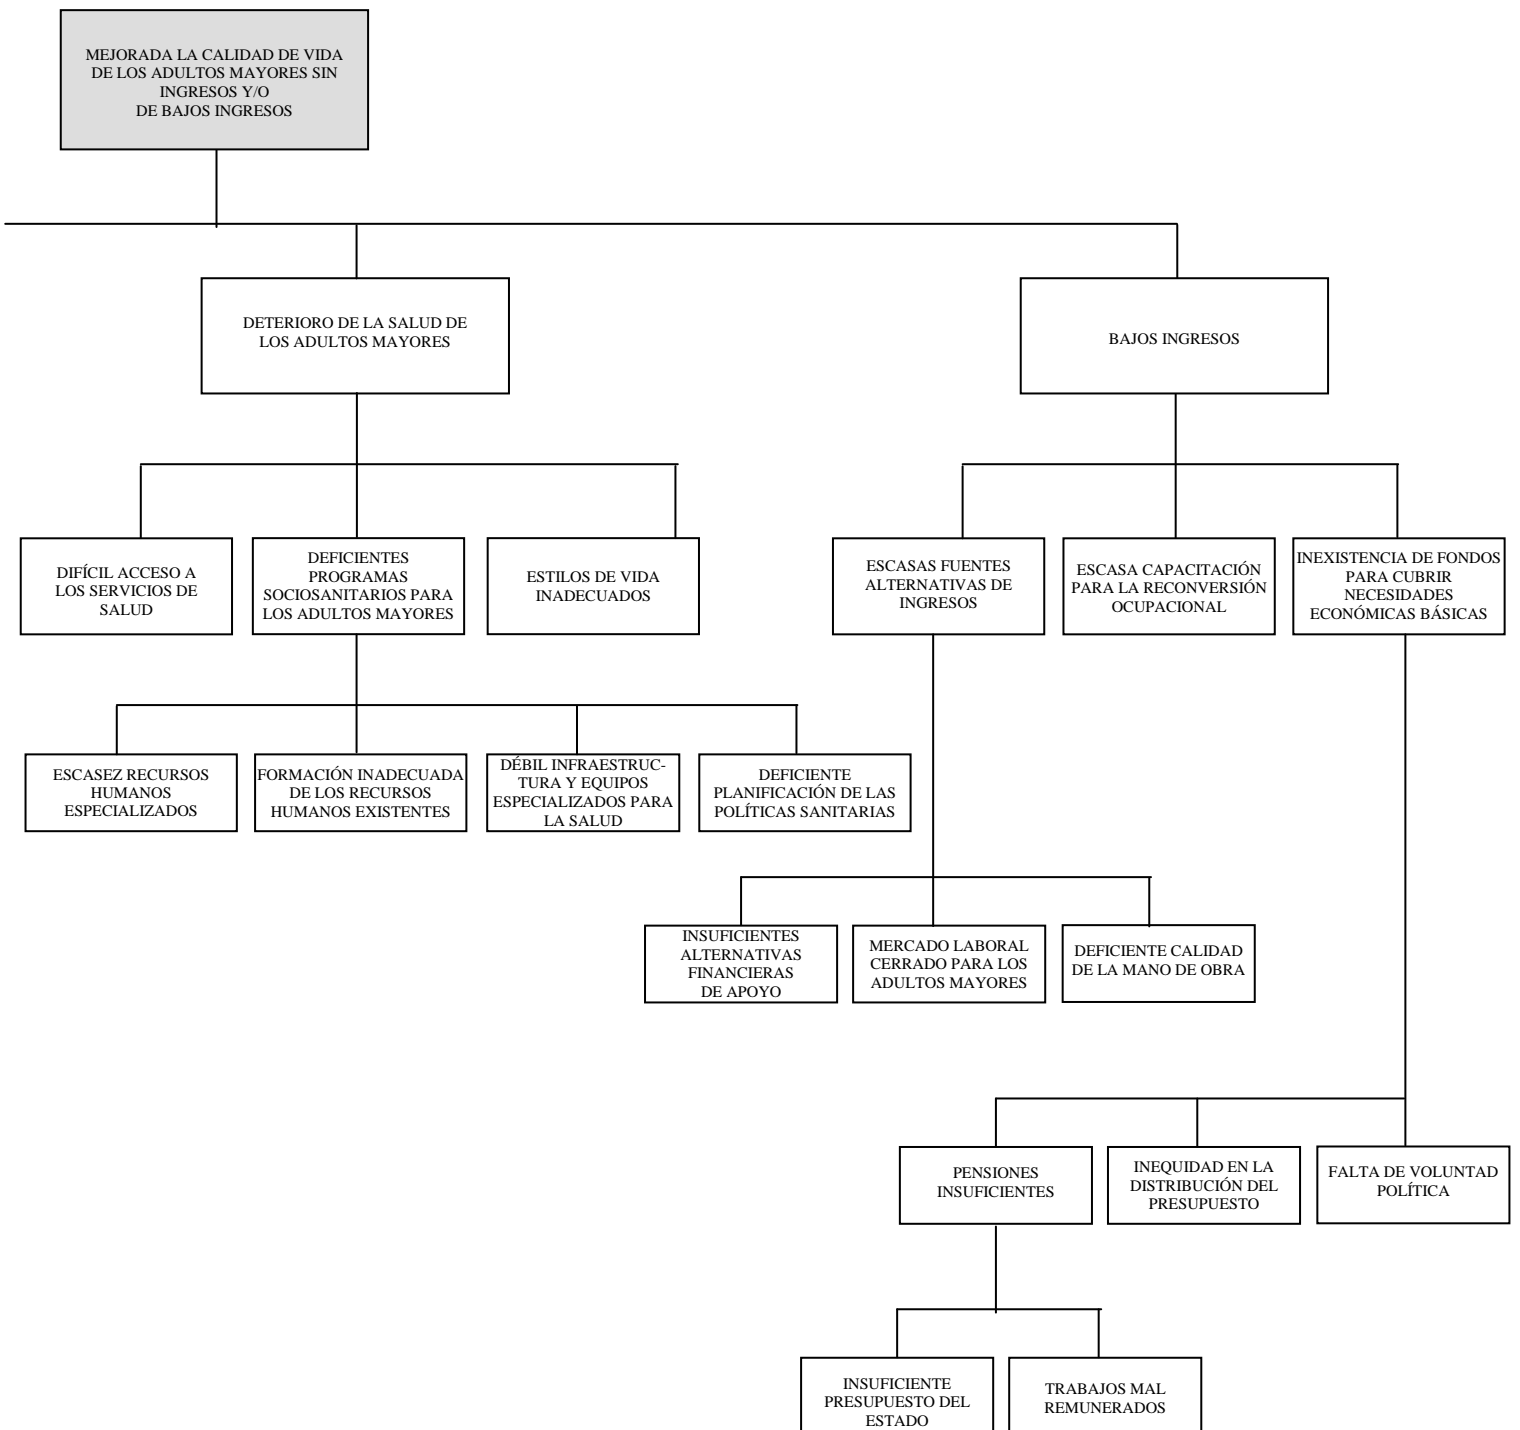 MEJORADA LA CALIDAD DE VIDA
DE LOS ADULTOS MAYORES SIN
INGRESOS Y/O
DE BAJOS INGRESOS
DETERIORO DE LA SALUD DE
LOS ADULTOS MAYORES
BAJOS INGRESOS
DIFÍCIL ACCESO A
LOS SERVICIOS DE
SALUD
DEFICIENTES
PROGRAMAS
SOCIOSANITARIOS PARA
LOS ADULTOS MAYORES
ESTILOS DE VIDA
INADECUADOS
ESCASAS FUENTES
ALTERNATIVAS DE
INGRESOS
ESCASA CAPACITACIÓN
PARA LA RECONVERSIÓN
OCUPACIONAL
INEXISTENCIA DE FONDOS
PARA CUBRIR
NECESIDADES
ECONÓMICAS BÁSICAS
ESCASEZ RECURSOS
HUMANOS
ESPECIALIZADOS
FORMACIÓN INADECUADA
DE LOS RECURSOS
HUMANOS EXISTENTES
DÉBIL INFRAESTRUC-
TURA Y EQUIPOS
ESPECIALIZADOS PARA
LA SALUD
DEFICIENTE
PLANIFICACIÓN DE LAS
POLÍTICAS SANITARIAS
INSUFICIENTES
ALTERNATIVAS
FINANCIERAS
DE APOYO
MERCADO LABORAL
CERRADO PARA LOS
ADULTOS MAYORES
DEFICIENTE CALIDAD
DE LA MANO DE OBRA
PENSIONES
INSUFICIENTES
INEQUIDAD EN LA
DISTRIBUCIÓN DEL
PRESUPUESTO
FALTA DE VOLUNTAD
POLÍTICA
INSUFICIENTE
PRESUPUESTO DEL
ESTADO
TRABAJOS MAL
REMUNERADOS